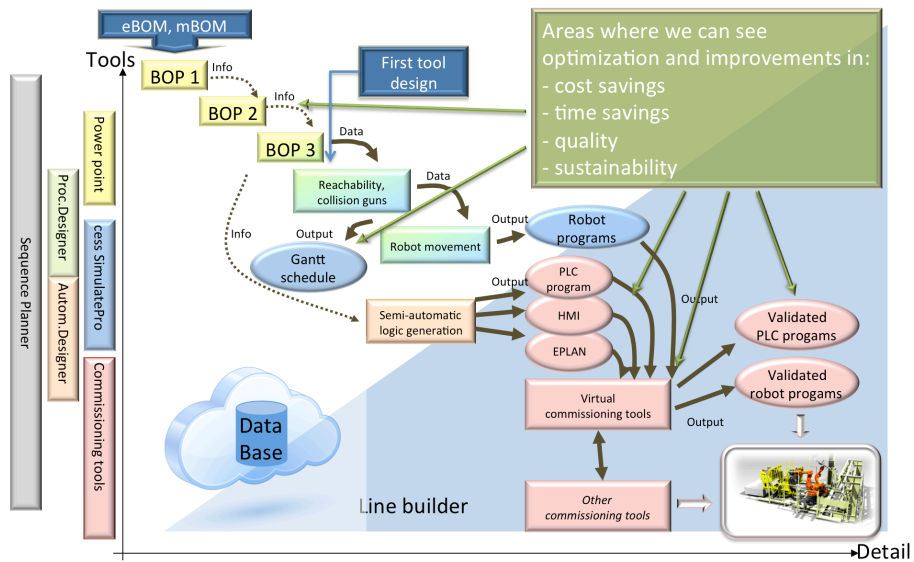 eBOM, mBOM
Tools
BOP 1
Info
BOP 2
Info
BOP 3
Data
First tool
design
Areas where we can see
optimization and improvements in:
- cost savings
- time savings
- quality
- sustainability
Reachability,
collision guns
Data
Robot movement
Output
Robot
programs
Output
Gantt
schedule
Info
Semi-automatic
logic generation
Output
PLC
program
HMI
EPLAN
Output
Virtual
commissioning tools
Output
Validated
PLC progams
Validated
robot progams
Other
commissioning tools
Data
Base
Line builder
Detail
Sequence Planner
Proc.Designer
Autom.Designer
Power point
cess SimulatePro
Commissioning tools